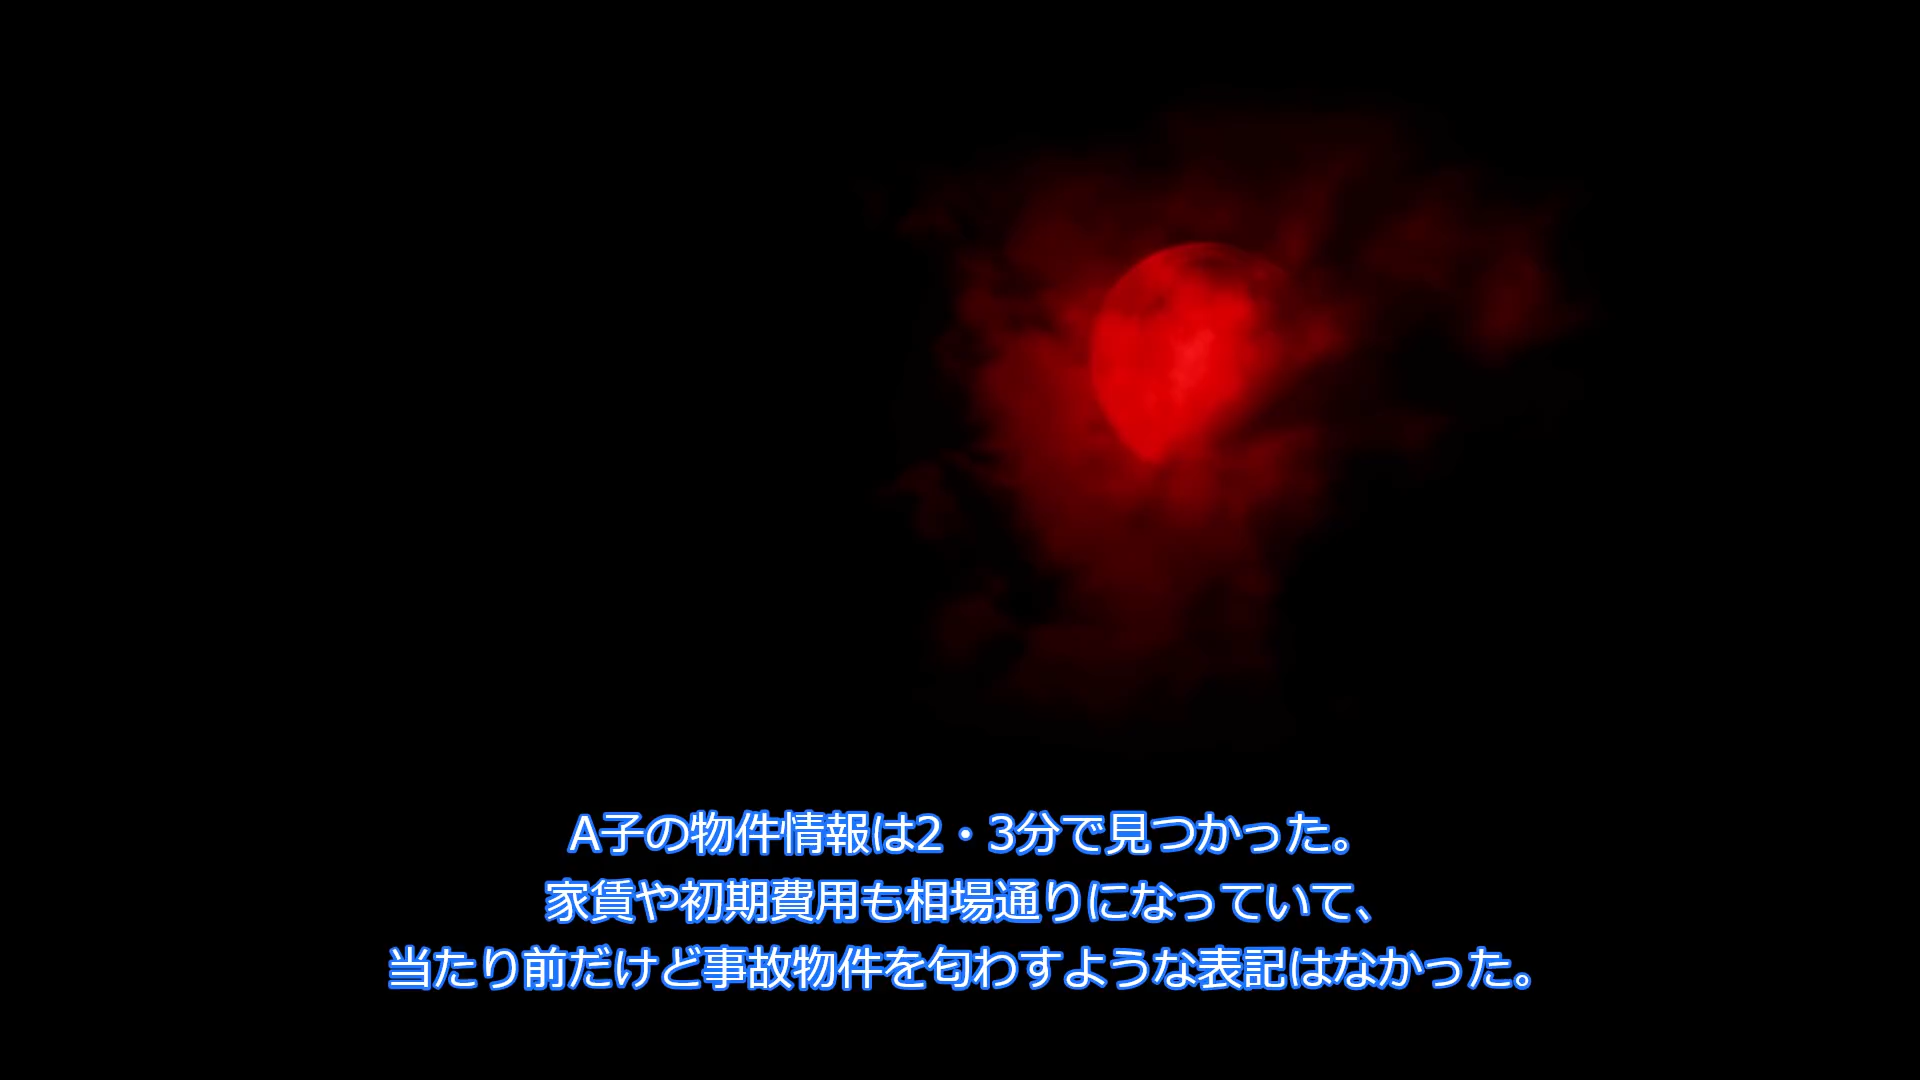 A子の物件情報は2・3分で見つかった。
家賃や初期費用も相場通りになっていて、
当たり前だけど事故物件を匂わすような表記はなかった。